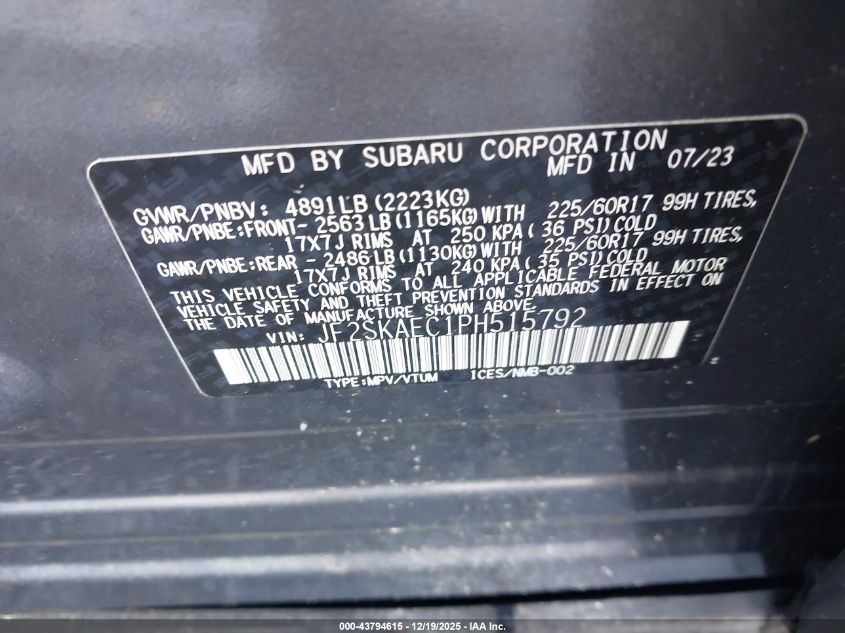 MFD BY SUBARU CORPORATION
MFD IN 07/23
GVWR/PNBV: 4891LB (2223KG)
GAWR/PNBE:FRONT- 2563 LB (1165KG) WITH 225/60R17 99H TIRES,
17X7J RIMS AT 250 KPA ( 36 PSI) COLD
GAWR/PNBE:REAR - 2486 LB (1130KG) WITH 225/60R17 99H TIRES,
17X7J RIMS AT 240 KPA ( 35 PSI) COLD
THIS VEHICLE CONFORMS TO ALL APPLICABLE FEDERAL MOTOR
VEHICLE SAFETY AND THEFT PREVENTION STANDARDS IN EFFECT ON
THE DATE OF MANUFACTURE SHOWN ABOVE.
VIN: JF2SKAEC1PH515792
TYPE:MPV/VTUM ICES/NMB-002
000-43794615 - 12/19/2025 - IAA Inc.